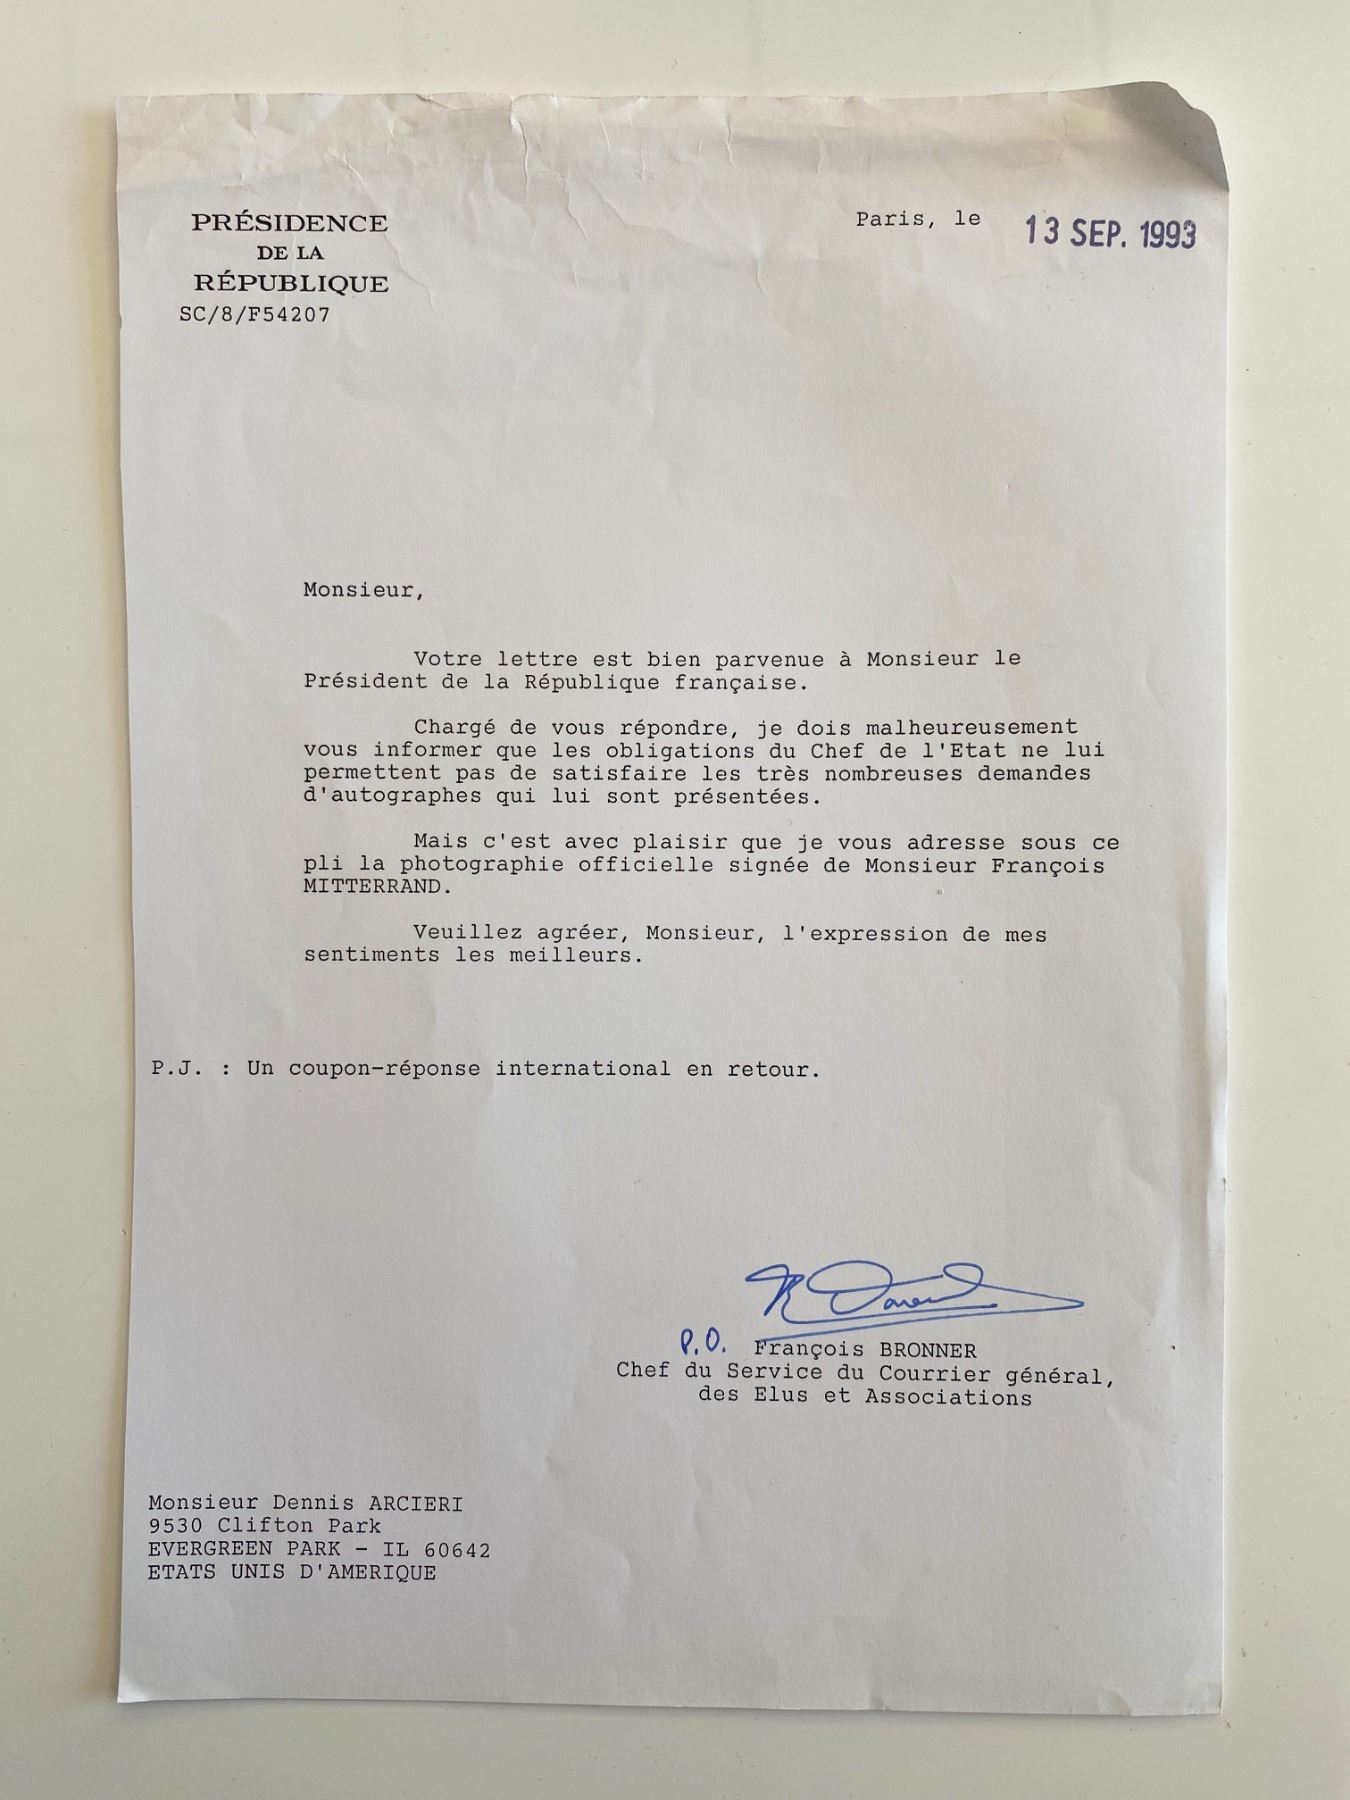 PRÉSIDENCE
DE LA
RÉPUBLIQUE
SC/8/F54207
Paris, le 13 SEP. 1993
Monsieur,
Votre lettre est bien parvenue à Monsieur le
Président de la République française.
Chargé de vous répondre, je dois malheureusement
vous informer que les obligations du Chef de l'Etat ne lui
permettent pas de satisfaire les très nombreuses demandes
d'autographes qui lui sont présentées.
Mais c'est avec plaisir que je vous adresse sous ce
pli la photographie officielle signée de Monsieur François
MITTERRAND.
Veuillez agréer, Monsieur, l'expression de mes
sentiments les meilleurs.
P.J. : Un coupon-réponse international en retour.
P.O. François BRONNER
Chef du Service du Courrier général,
des Elus et Associations
Monsieur Dennis ARCIERI
9530 Clifton Park
EVERGREEN PARK - IL 60642
ETATS UNIS D'AMERIQUE